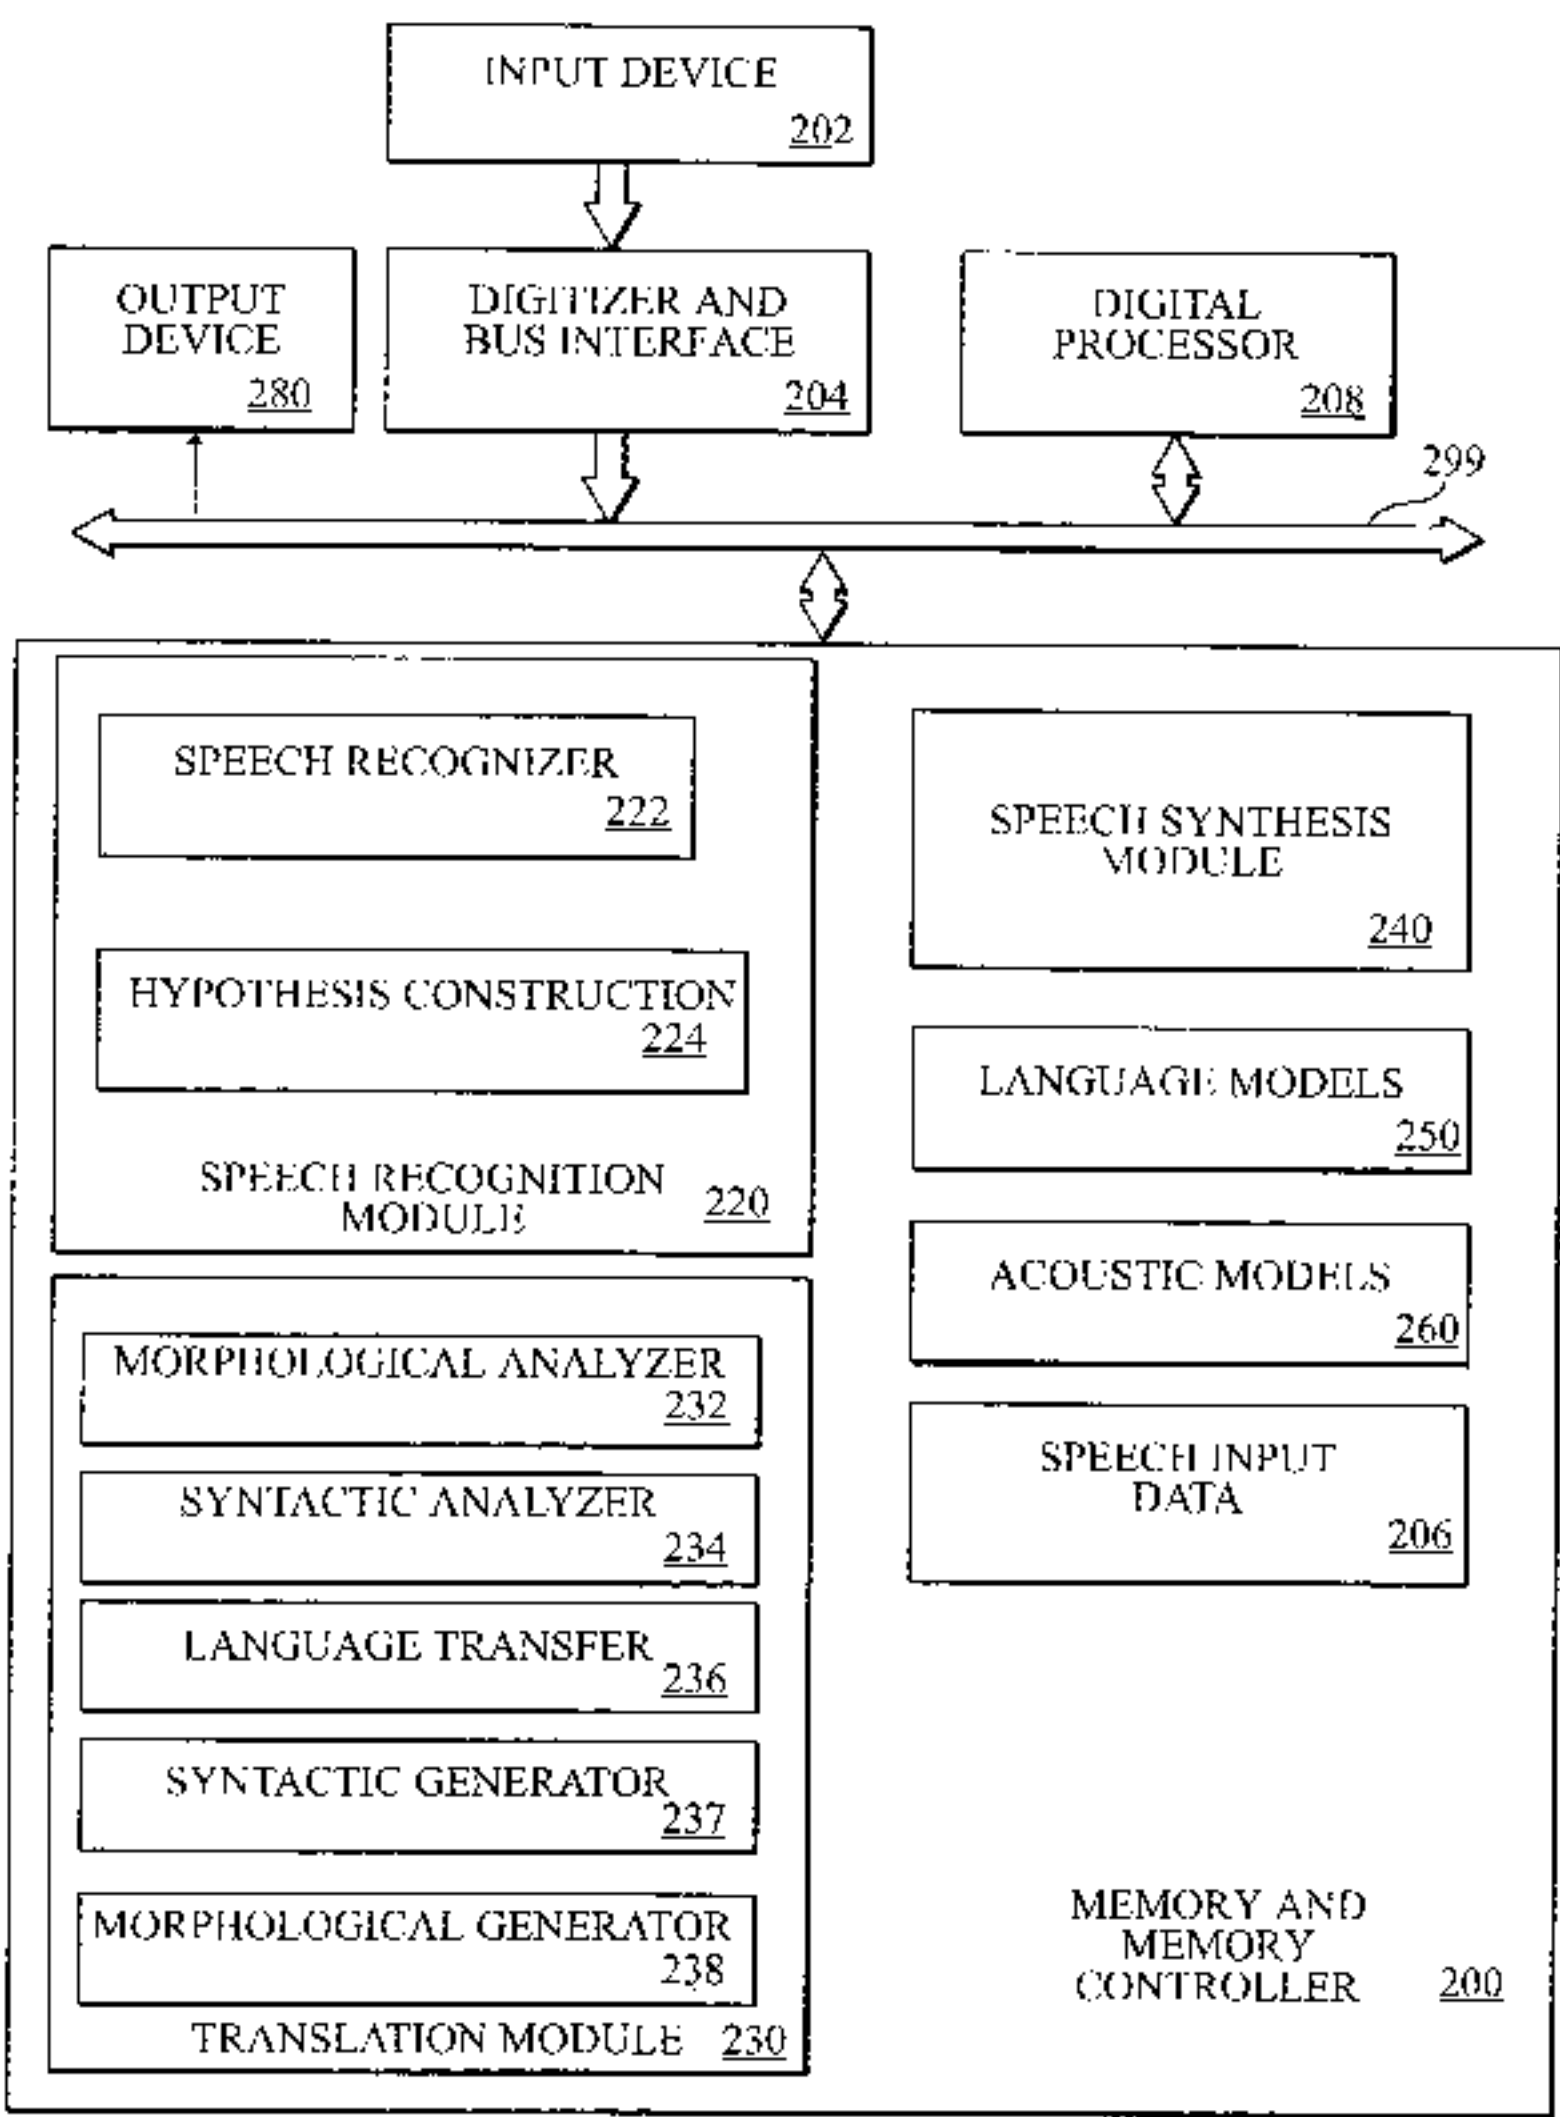 INPUT DEVICE
202
OUTPUT
DEVICE
280
DIGITIZER AND
BUS INTERFACE
204
DIGITAL
PROCESSOR
208
299
SPEECH RECOGNIZER
222
HYPOTHESIS CONSTRUCTION
224
SPEECH RECOGNITION
MODULE
220
MORPHOLOGICAL ANALYZER
232
SYNTACTIC ANALYZER
234
LANGUAGE TRANSFER
236
SYNTACTIC GENERATOR
237
MORPHOLOGICAL GENERATOR
238
TRANSLATION MODULE 230
SPEECH SYNTHESIS
MODULE
240
LANGUAGE MODELS
250
ACOUSTIC MODELS
260
SPEECH INPUT
DATA
206
MEMORY AND
MEMORY
CONTROLLER 200